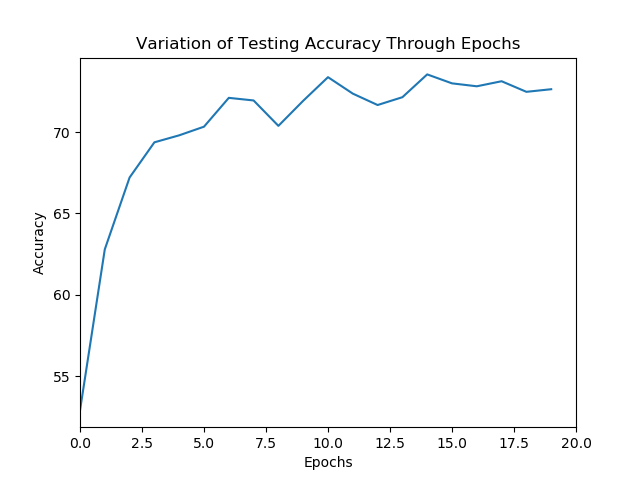 Variation of Testing Accuracy Through Epochs
70
65
60
55
Accuracy
0.0 2.5 5.0 7.5 10.0 12.5 15.0 17.5 20.0
Epochs